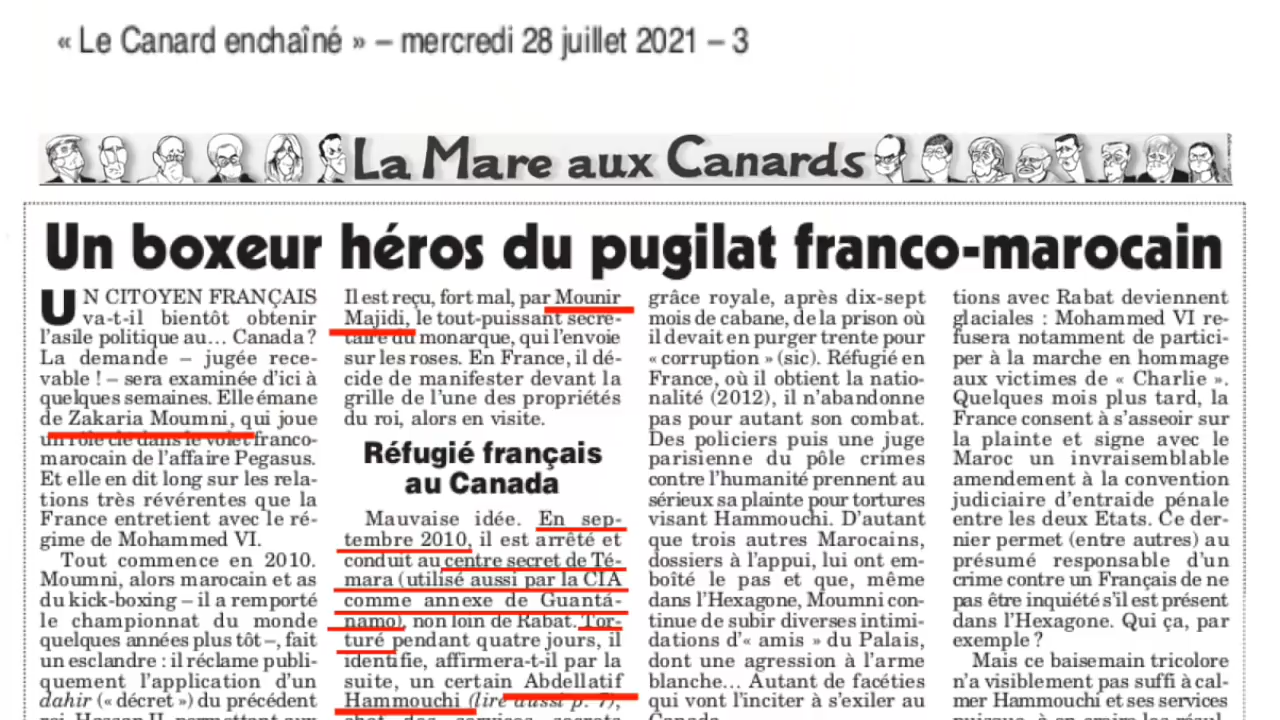 « Le Canard enchaîné » – mercredi 28 juillet 2021 – 3
La Mare aux Canards
Un boxeur héros du pugilat franco-marocain
UN CITOYEN FRANÇAIS
va-t-il bientôt obtenir
l'asile politique au... Canada ?
La demande – jugée rece-
vable ! – sera examinée d'ici à
quelques semaines. Elle émane
de Zakaria Moumni, qui joue
un rôle clé dans le volet franco-
marocain de l'affaire Pegasus.
Et elle en dit long sur les rela-
tions très révérentes que la
France entretient avec le ré-
gime de Mohammed VI.
Tout commence en 2010.
Moumni, alors marocain et as
du kick-boxing – il a remporté
le championnat du monde
quelques années plus tôt –, fait
un esclandre : il réclame publi-
quement l'application d'un
dahir (« décret ») du précédent
roi, Hassan II, permettant aux
Il est reçu, fort mal, par Mounir
Majidi, le tout-puissant secré-
taire du monarque, qui l'envoie
sur les roses. En France, il dé-
cide de manifester devant la
grille de l'une des propriétés
du roi, alors en visite.
Réfugié français
au Canada
Mauvaise idée. En sep-
tembre 2010, il est arrêté et
conduit au centre secret de Té-
mara (utilisé aussi par la CIA
comme annexe de Guantá-
namo), non loin de Rabat. Tor-
turé pendant quatre jours, il
identifie, affirmera-t-il par la
suite, un certain Abdellatif
Hammouchi (lire aussi p. 7),
chef des services secrets
grâce royale, après dix-sept
mois de cabane, de la prison où
il devait en purger trente pour
« corruption » (sic). Réfugié en
France, où il obtient la natio-
nalité (2012), il n'abandonne
pas pour autant son combat.
Des policiers puis une juge
parisienne du pôle crimes
contre l'humanité prennent au
sérieux sa plainte pour tortures
visant Hammouchi. D'autant
que trois autres Marocains,
dossiers à l'appui, lui ont em-
boîté le pas et que, même
dans l'Hexagone, Moumni con-
tinue de subir diverses intimi-
dations d'« amis » du Palais,
dont une agression à l'arme
blanche... Autant de facéties
qui vont l'inciter à s'exiler au
Canada.
tions avec Rabat deviennent
glaciales : Mohammed VI re-
fusera notamment de partici-
per à la marche en hommage
aux victimes de « Charlie ».
Quelques mois plus tard, la
France consent à s'asseoir sur
la plainte et signe avec le
Maroc un invraisemblable
amendement à la convention
judiciaire d'entraide pénale
entre les deux Etats. Ce der-
nier permet (entre autres) au
présumé responsable d'un
crime contre un Français de ne
pas être inquiété s'il est présent
dans l'Hexagone. Qui ça, par
exemple ?
Mais ce baisemain tricolore
n'a visiblement pas suffi à cal-
mer Hammouchi et ses services
puisque, à en croire les